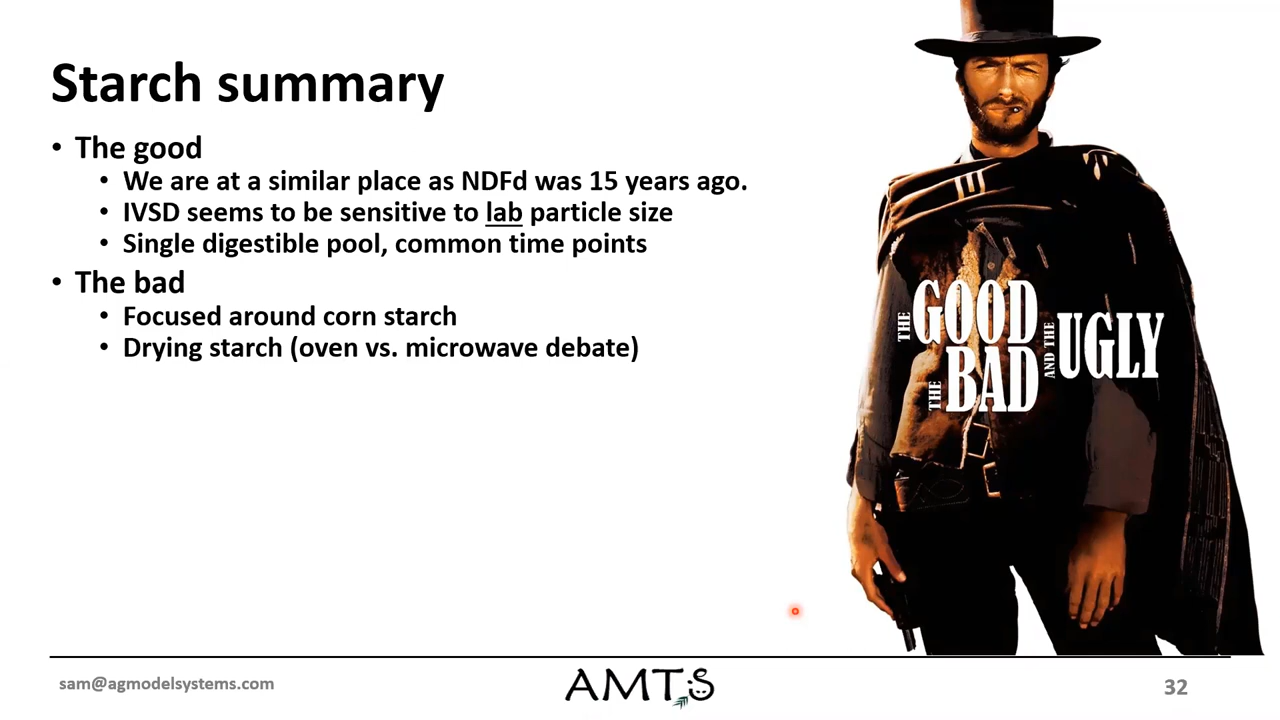 Starch summary
• The good
• We are at a similar place as NDFd was 15 years ago.
• IVSD seems to be sensitive to lab particle size
• Single digestible pool, common time points
• The bad
• Focused around corn starch
• Drying starch (oven vs. microwave debate)
THE GOOD
THE BAD
AND THE UGLY
sam@agmodelsystems.com
AMTS
32